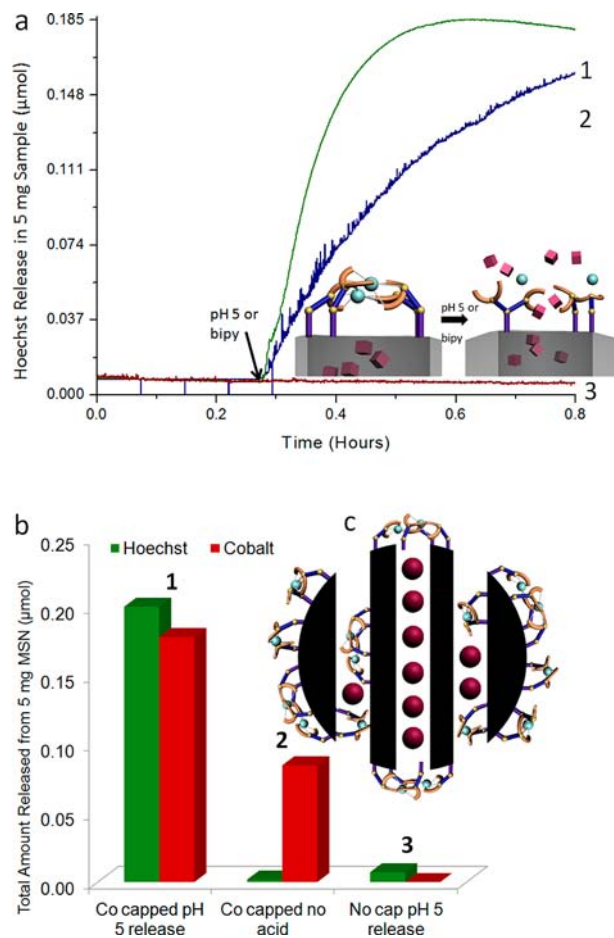 a
Hoechst Release in 5 mg Sample (µmol)
0.185
0.148
0.111
0.074
0.037
0.000
0.0
0.2
0.4
0.6
0.8
Time (Hours)
1
2
3
pH 5 or
bipy
pH 5 or
bipy
b
Total Amount Released from 5 mg MSN (µmol)
0.25
0.20
0.15
0.10
0.05
0.00
Hoechst
Cobalt
1
2
3
Co capped pH
5 release
Co capped no
acid
No cap pH 5
release
c